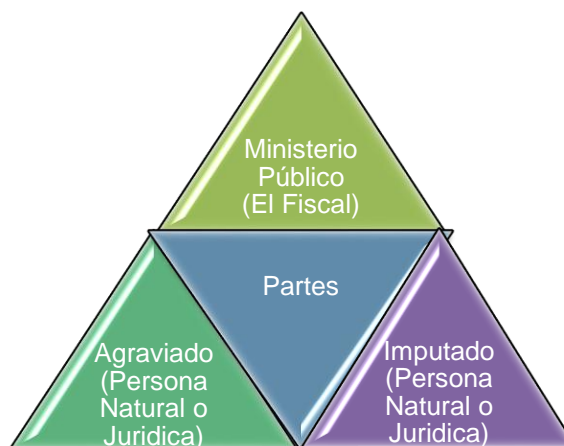 Ministerio
Público
(El Fiscal)
Partes
Agraviado
(Persona
Natural o
Juridica)
Imputado
(Persona
Natural o
Juridica)